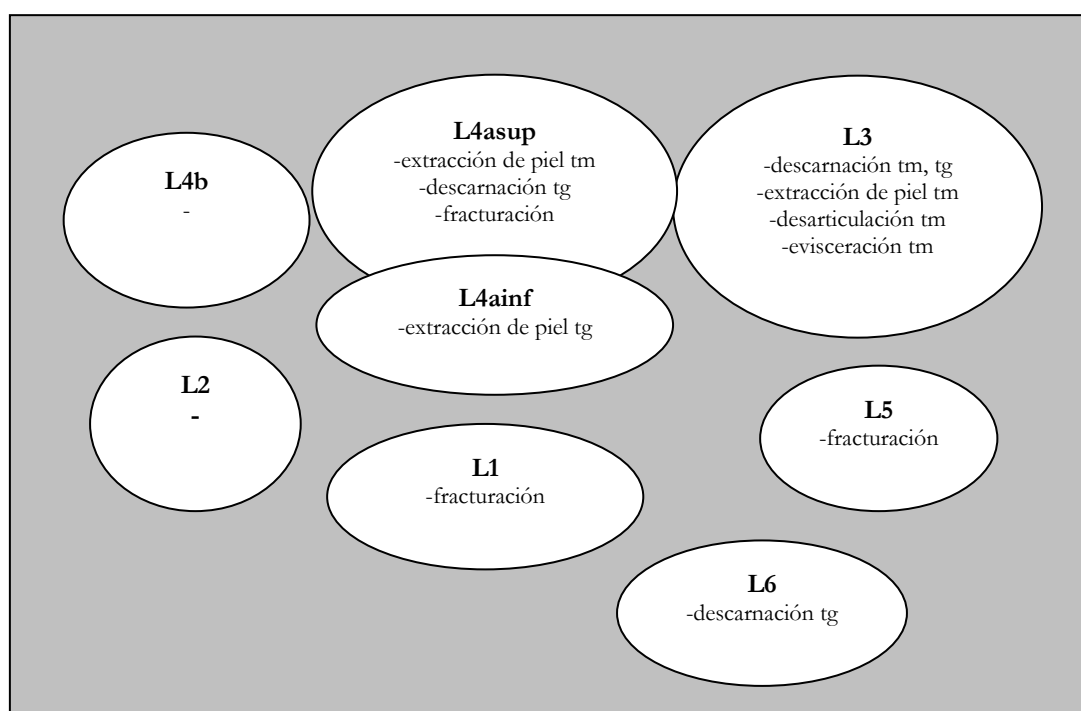 L4b
-
L4asup
-extracción de piel tm
-descarnación tg
-fracturación
L3
-descarnación tm, tg
-extracción de piel tm
-desarticulación tm
-evisceración tm
L4ainf
-extracción de piel tg
L2
-
L5
-fracturación
L1
-fracturación
L6
-descarnación tg